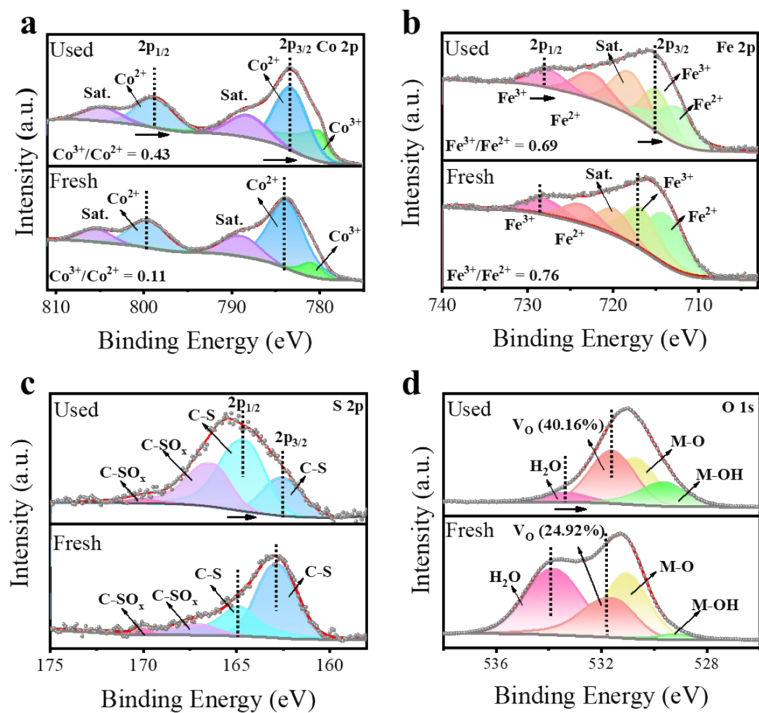 a
Used
2p1/2
2p3/2
Co 2p
Co2+
Co2+
Sat.
Sat.
Co3+
Co3+/Co2+ = 0.43
Fresh
Co2+
Co2+
Sat.
Sat.
Co3+
Co3+/Co2+ = 0.11
810 800 790 780
Binding Energy (eV)
Intensity (a.u.)
b
Used
2p1/2
Sat.
2p3/2
Fe 2p
Fe3+
Fe3+
Fe2+
Fe2+
Fe3+/Fe2+ = 0.69
Fresh
Sat.
Fe3+
Fe3+
Fe2+
Fe2+
Fe3+/Fe2+ = 0.76
740 730 720 710
Binding Energy (eV)
Intensity (a.u.)
c
Used
2p1/2
S 2p
C-S
2p3/2
C-SOx
C-SOx
C-S
Fresh
C-S
C-S
C-SOx
C-SOx
175 170 165 160
Binding Energy (eV)
Intensity (a.u.)
d
Used
O 1s
VO (40.16%)
H2O
M-O
M-OH
Fresh
VO (24.92%)
H2O
M-O
M-OH
536 532 528
Binding Energy (eV)
Intensity (a.u.)